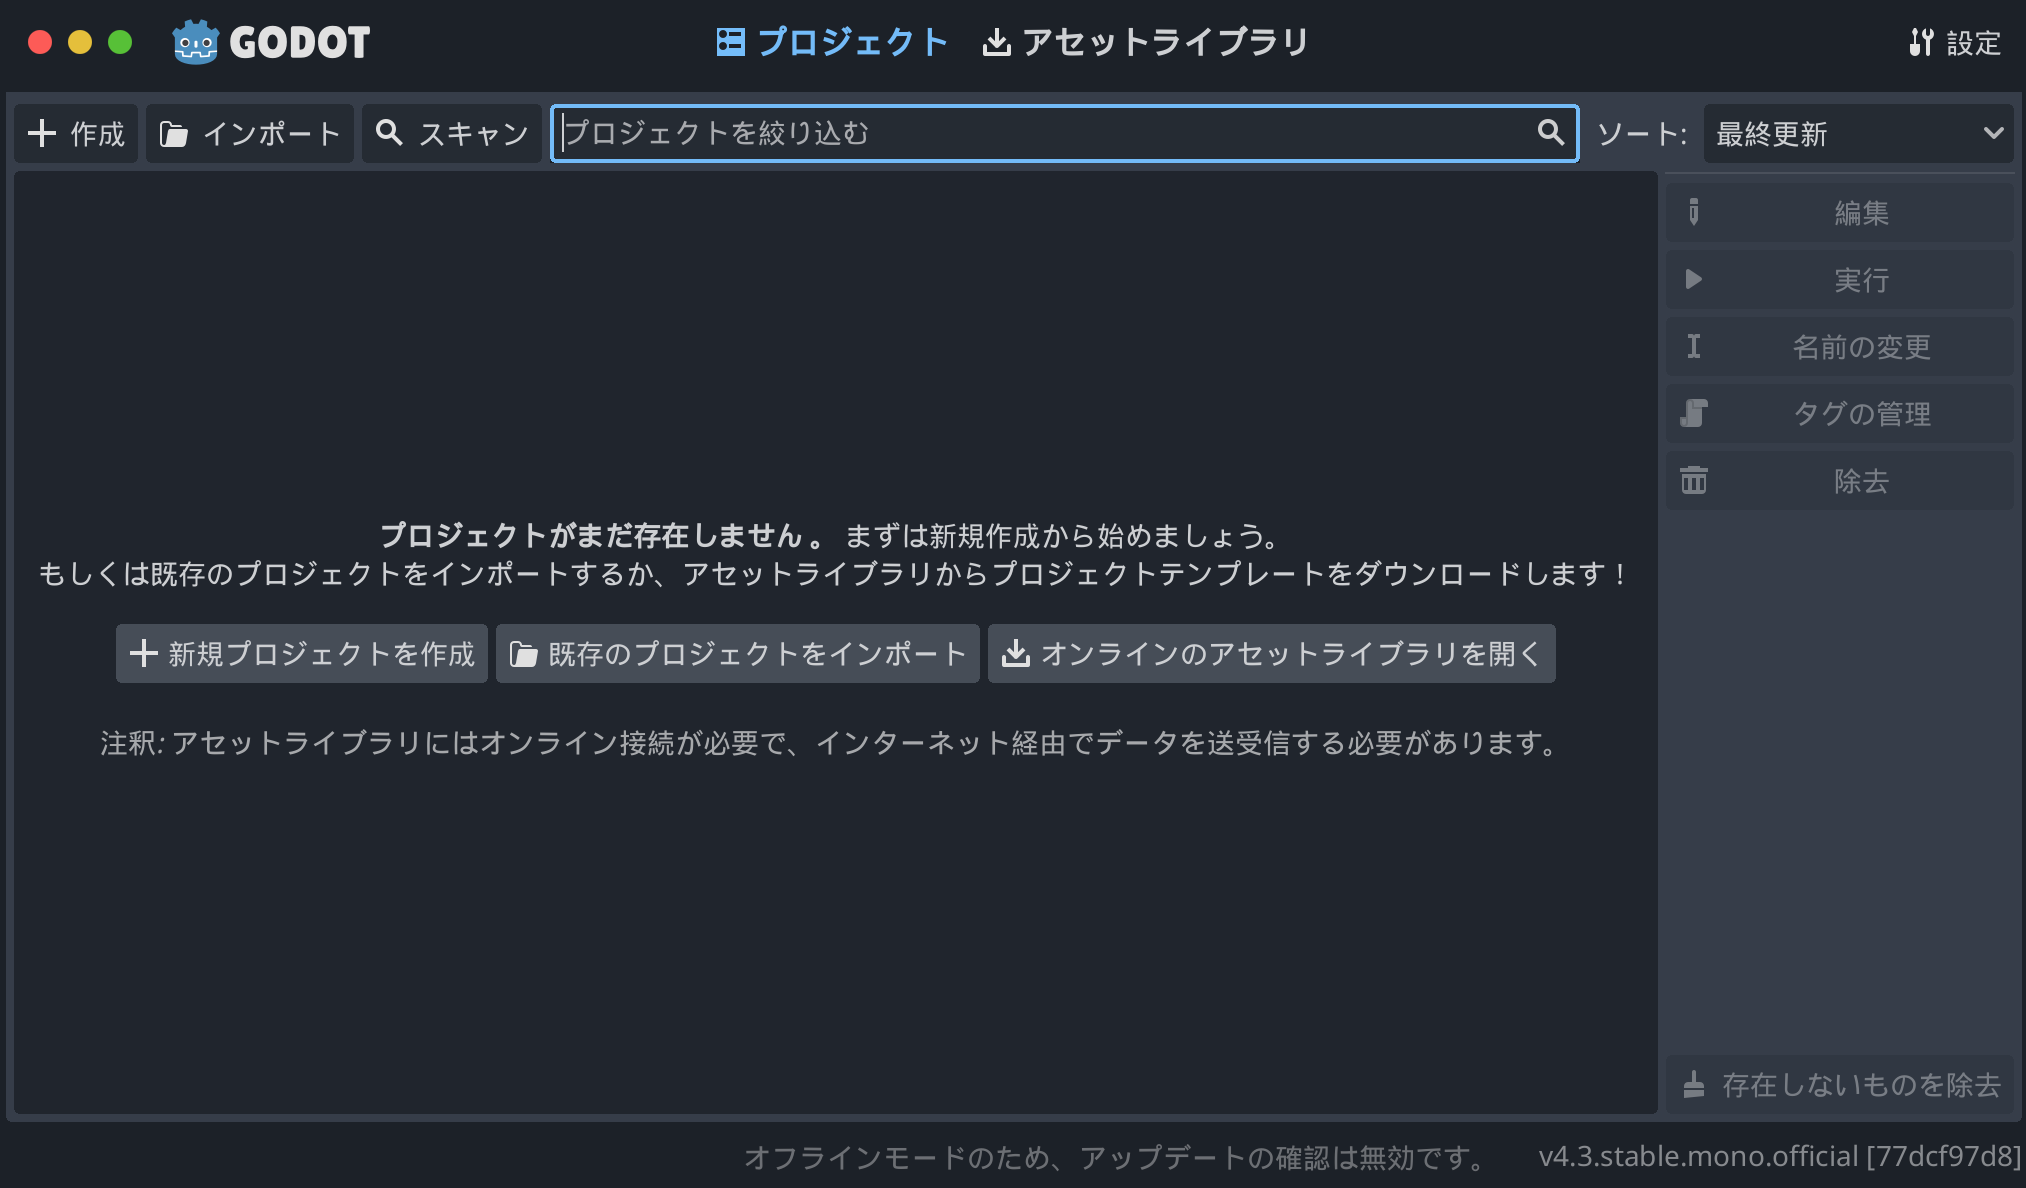 GODOT
プロジェクト アセットライブラリ
設定
作成 インポート スキャン プロジェクトを絞り込む ソート: 最終更新
編集
実行
名前の変更
タグの管理
除去
プロジェクトがまだ存在しません 。 まずは新規作成から始めましょう。
もしくは既存のプロジェクトをインポートするか、アセットライブラリからプロジェクトテンプレートをダウンロードします！
新規プロジェクトを作成 既存のプロジェクトをインポート オンラインのアセットライブラリを開く
注釈: アセットライブラリにはオンライン接続が必要で、インターネット経由でデータを送受信する必要があります。
存在しないものを除去
オフラインモードのため、アップデートの確認は無効です。 v4.3.stable.mono.official [77dcf97d8]